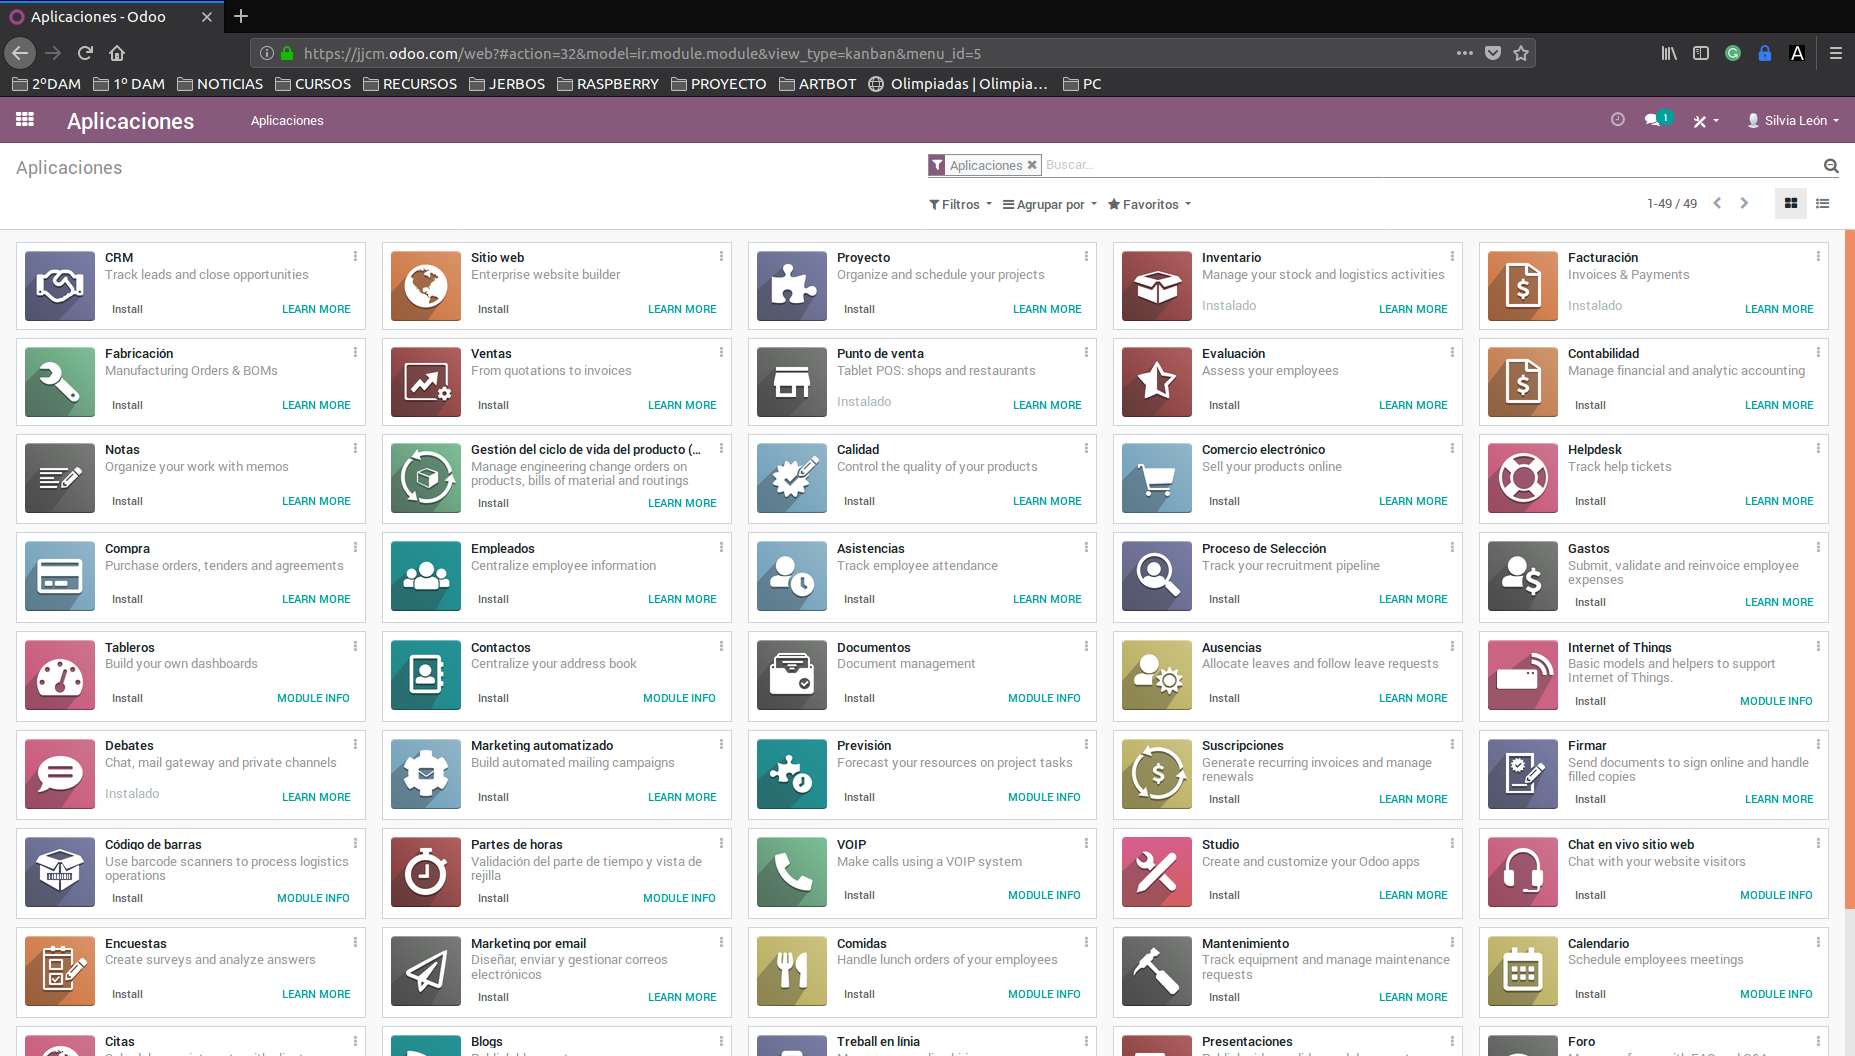 Aplicaciones - Odoo
https://jjcm.odoo.com/web?#action=32&model=ir.module.module&view_type=kanban&menu_id=5
2ºDAM 1º DAM NOTICIAS CURSOS RECURSOS JERBOS RASPBERRY PROYECTO ARTBOT Olimpiadas | Olimpia… PC
Aplicaciones Aplicaciones 1 Silvia León
Aplicaciones
Aplicaciones Buscar...
Filtros Agrupar por Favoritos 1-49 / 49
CRM
Track leads and close opportunities
Install LEARN MORE
Sitio web
Enterprise website builder
Install LEARN MORE
Proyecto
Organize and schedule your projects
Install LEARN MORE
Inventario
Manage your stock and logistics activities
Instalado LEARN MORE
Facturación
Invoices & Payments
Instalado LEARN MORE
Fabricación
Manufacturing Orders & BOMs
Install LEARN MORE
Ventas
From quotations to invoices
Install LEARN MORE
Punto de venta
Tablet POS: shops and restaurants
Instalado LEARN MORE
Evaluación
Assess your employees
Install LEARN MORE
Contabilidad
Manage financial and analytic accounting
Install LEARN MORE
Notas
Organize your work with memos
Install LEARN MORE
Gestión del ciclo de vida del producto (...
Manage engineering change orders on
products, bills of material and routings
Install LEARN MORE
Calidad
Control the quality of your products
Install LEARN MORE
Comercio electrónico
Sell your products online
Install LEARN MORE
Helpdesk
Track help tickets
Install LEARN MORE
Compra
Purchase orders, tenders and agreements
Install LEARN MORE
Empleados
Centralize employee information
Install LEARN MORE
Asistencias
Track employee attendance
Install LEARN MORE
Proceso de Selección
Track your recruitment pipeline
Install LEARN MORE
Gastos
Submit, validate and reinvoice employee
expenses
Install LEARN MORE
Tableros
Build your own dashboards
Install MODULE INFO
Contactos
Centralize your address book
Install MODULE INFO
Documentos
Document management
Install MODULE INFO
Ausencias
Allocate leaves and follow leave requests
Install LEARN MORE
Internet of Things
Basic models and helpers to support
Internet of Things.
Install MODULE INFO
Debates
Chat, mail gateway and private channels
Instalado LEARN MORE
Marketing automatizado
Build automated mailing campaigns
Install LEARN MORE
Previsión
Forecast your resources on project tasks
Install MODULE INFO
Suscripciones
Generate recurring invoices and manage
renewals
Install LEARN MORE
Firmar
Send documents to sign online and handle
filled copies
Install LEARN MORE
Código de barras
Use barcode scanners to process logistics
operations
Install MODULE INFO
Partes de horas
Validación del parte de tiempo y vista de
rejilla
Install MODULE INFO
VOIP
Make calls using a VOIP system
Install MODULE INFO
Studio
Create and customize your Odoo apps
Install LEARN MORE
Chat en vivo sitio web
Chat with your website visitors
Install MODULE INFO
Encuestas
Create surveys and analyze answers
Install LEARN MORE
Marketing por email
Diseñar, enviar y gestionar correos
electrónicos
Install LEARN MORE
Comidas
Handle lunch orders of your employees
Install MODULE INFO
Mantenimiento
Track equipment and manage maintenance
requests
Install LEARN MORE
Calendario
Schedule employees meetings
Install MODULE INFO
Citas
Blogs
Treball en línia
Presentaciones
Foro